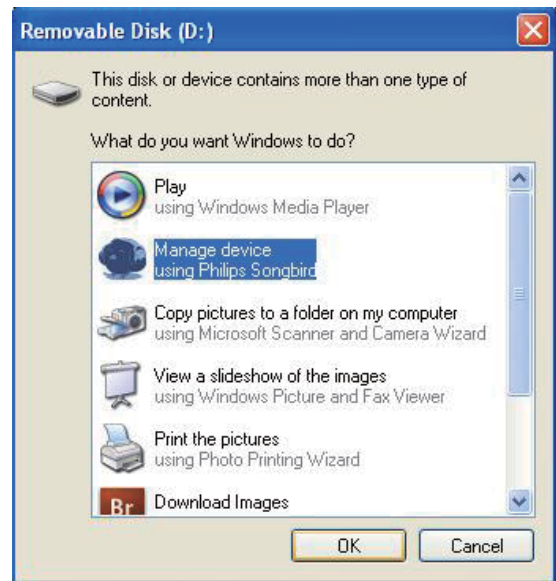 Removable Disk (D:)
This disk or device contains more than one type of
content.
What do you want Windows to do?
Play
using Windows Media Player
Manage device
using Philips Songbird
Copy pictures to a folder on my computer
using Microsoft Scanner and Camera Wizard
View a slideshow of the images
using Windows Picture and Fax Viewer
Print the pictures
using Photo Printing Wizard
Br
Download Images
OK
Cancel